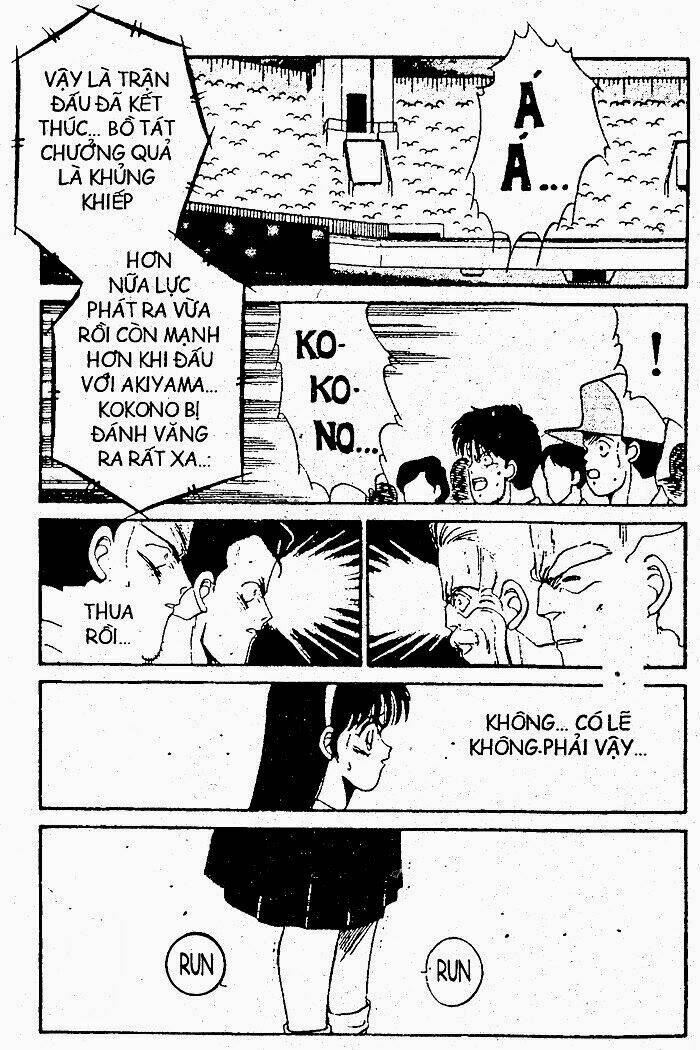 VẬY LÀ TRẬN
ĐẤU ĐÃ KẾT
THÚC... BỒ TÁT
CHƯỞNG QUẢ
LÀ KHỦNG
KHIẾP
Á
Á...
HƠN
NỮA LỰC
PHÁT RA VỪA
RỒI CÒN MẠNH
HƠN KHI ĐẤU
VỚI AKIYAMA...
KOKONO BỊ
ĐÁNH VĂNG
RA RẤT XA...
KO-
KO-
NO...
!
THUA
RỒI...
KHÔNG... CÓ LẼ
KHÔNG PHẢI VẬY...
RUN
RUN